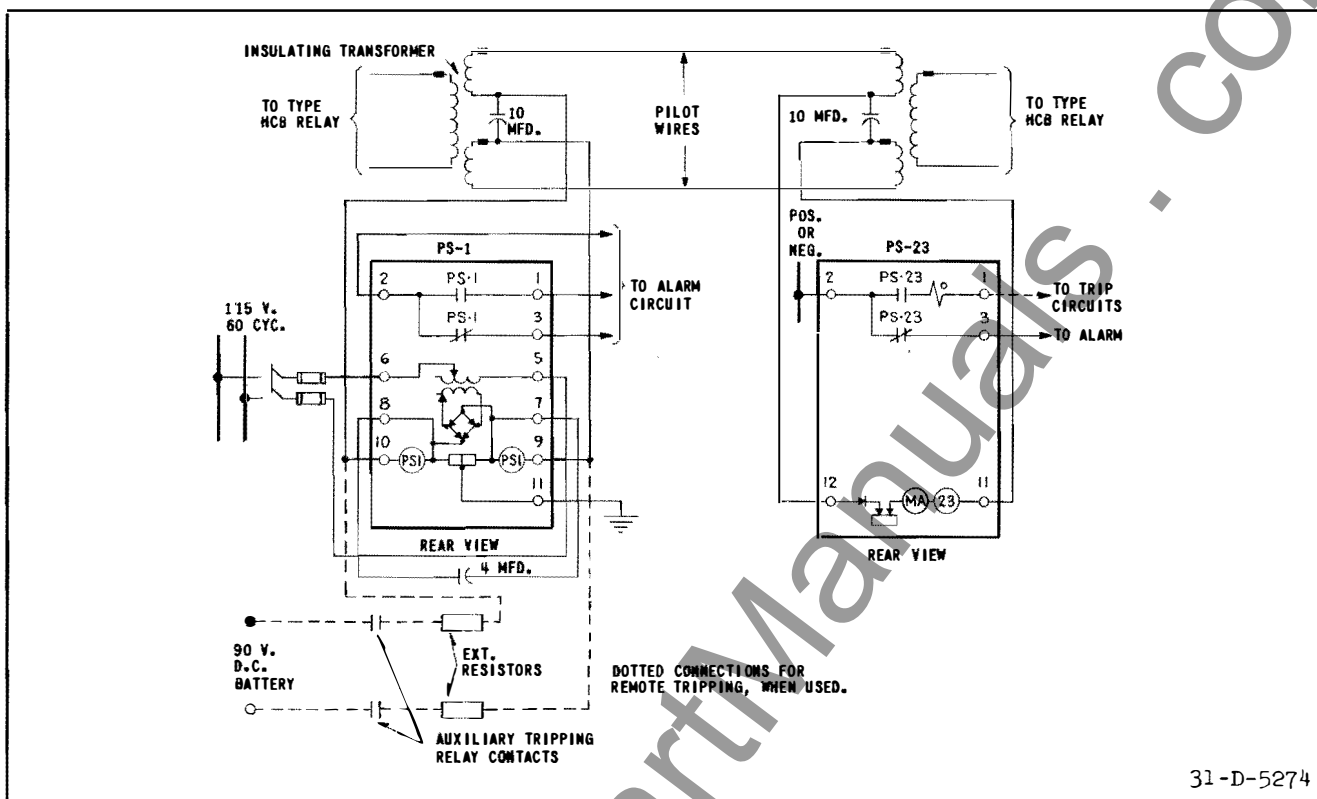 INSULATING TRANSFORMER
TO TYPE
HCB RELAY
10
MFD.
PILOT
WIRES
10 MFD.
TO TYPE
HCB RELAY
PS-1
2
PS-1
1
PS-1
3
TO ALARM
CIRCUIT
115 V.
60 CYC.
6
5
8
7
10
PS1
PS1
9
11
REAR VIEW
4 MFD.
POS.
OR
NEG.
PS-23
2
PS-23
1
PS-23
3
TO TRIP
CIRCUITS
TO ALARM
12
MA
23
11
REAR VIEW
90 V.
D.C.
BATTERY
EXT.
RESISTORS
DOTTED CONNECTIONS FOR
REMOTE TRIPPING, WHEN USED.
AUXILIARY TRIPPING
RELAY CONTACTS
31-D-5274